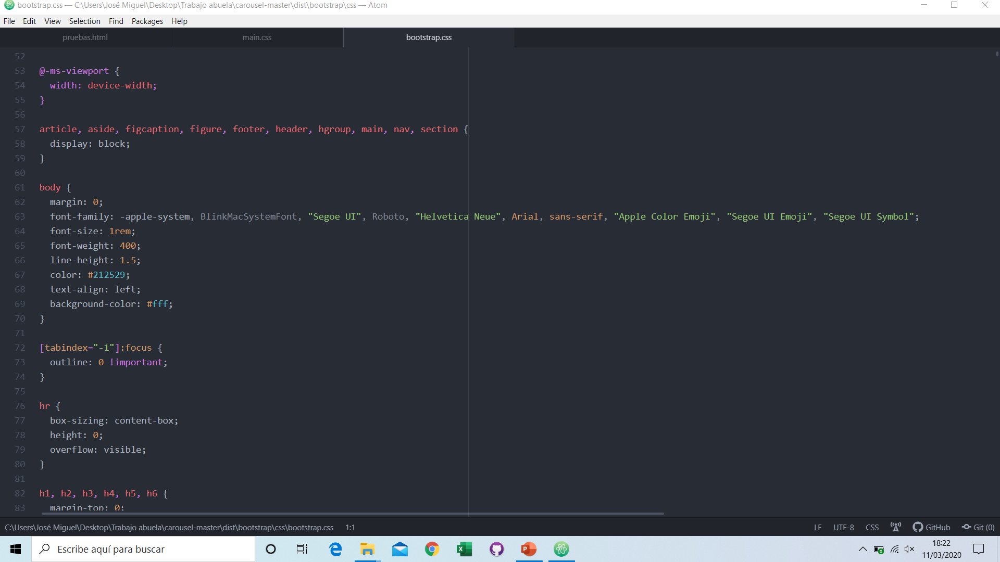 bootstrap.css — C:\Users\José Miguel\Desktop\Trabajo abuela\carousel-master\dist\bootstrap\css — Atom
File Edit View Selection Find Packages Help
pruebas.html main.css bootstrap.css
52
53 @-ms-viewport {
54   width: device-width;
55 }
56
57 article, aside, figcaption, figure, footer, header, hgroup, main, nav, section {
58   display: block;
59 }
60
61 body {
62   margin: 0;
63   font-family: -apple-system, BlinkMacSystemFont, "Segoe UI", Roboto, "Helvetica Neue", Arial, sans-serif, "Apple Color Emoji", "Segoe UI Emoji", "Segoe UI Symbol";
64   font-size: 1rem;
65   font-weight: 400;
66   line-height: 1.5;
67   color: #212529;
68   text-align: left;
69   background-color: #fff;
70 }
71
72 [tabindex="-1"]:focus {
73   outline: 0 !important;
74 }
75
76 hr {
77   box-sizing: content-box;
78   height: 0;
79   overflow: visible;
80 }
81
82 h1, h2, h3, h4, h5, h6 {
83   margin-top: 0;
C:\Users\José Miguel\Desktop\Trabajo abuela\carousel-master\dist\bootstrap\css\bootstrap.css 1:1 LF UTF-8 CSS GitHub Git (0)
Escribe aquí para buscar
18:22
11/03/2020